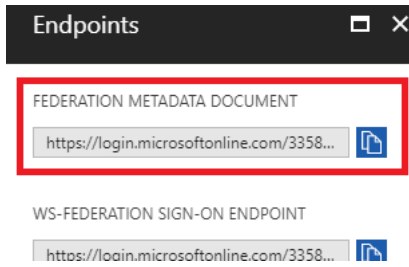 Endpoints
FEDERATION METADATA DOCUMENT
https://login.microsoftonline.com/3358...
WS-FEDERATION SIGN-ON ENDPOINT
https://login.microsoftonline.com/3358...